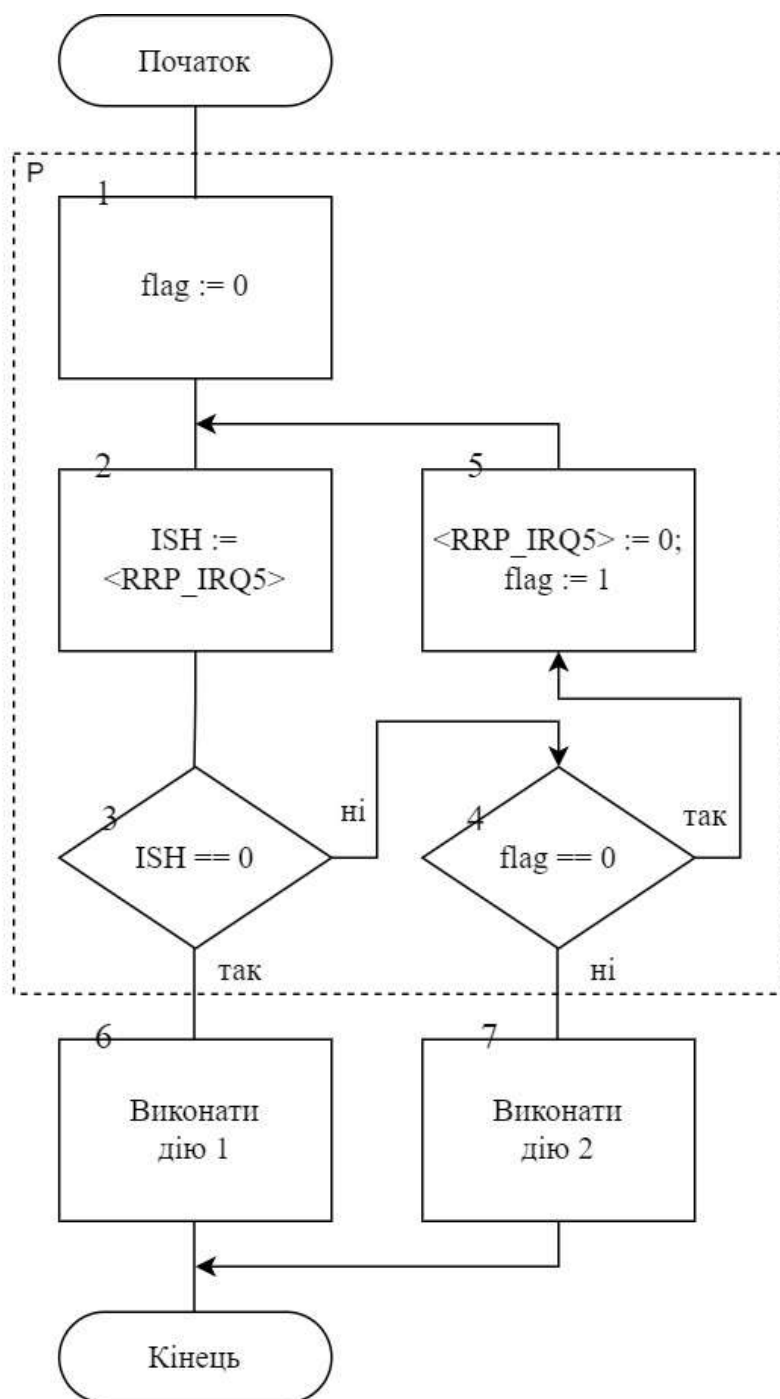 Початок
P
1
flag := 0
2
ISH :=
<RRP_IRQ5>
5
<RRP_IRQ5> := 0;
flag := 1
3
ISH == 0
ні
4
flag == 0
так
так
ні
6
Виконати
дію 1
7
Виконати
дію 2
Кінець